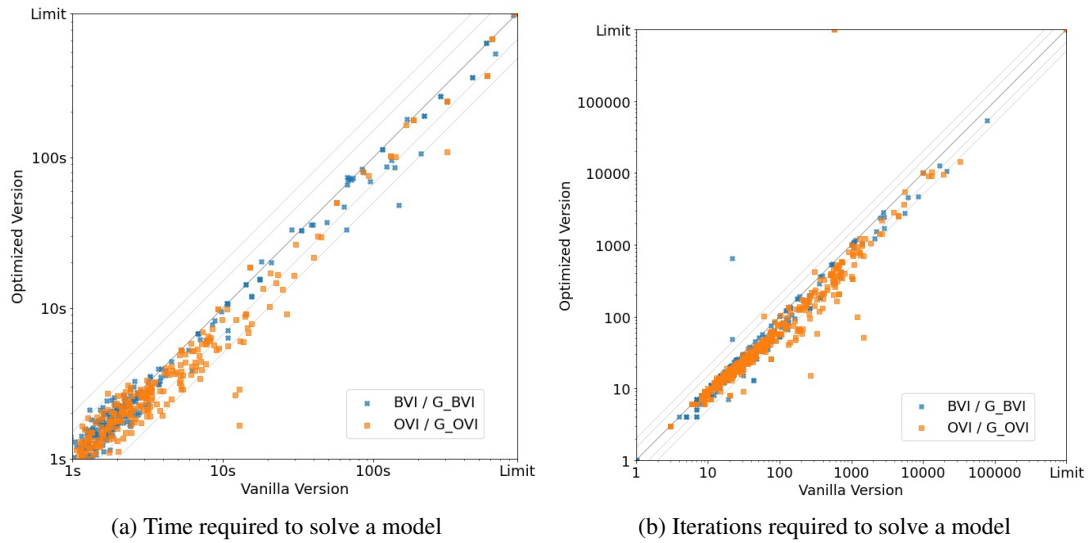 Limit
100s
10s
1s
Optimized Version
1s
10s
100s
Limit
Vanilla Version
BVI / G_BVI
OVI / G_OVI
(a) Time required to solve a model
Limit
100000
10000
1000
100
10
1
Optimized Version
1
10
100
1000
10000
100000
Limit
Vanilla Version
BVI / G_BVI
OVI / G_OVI
(b) Iterations required to solve a model